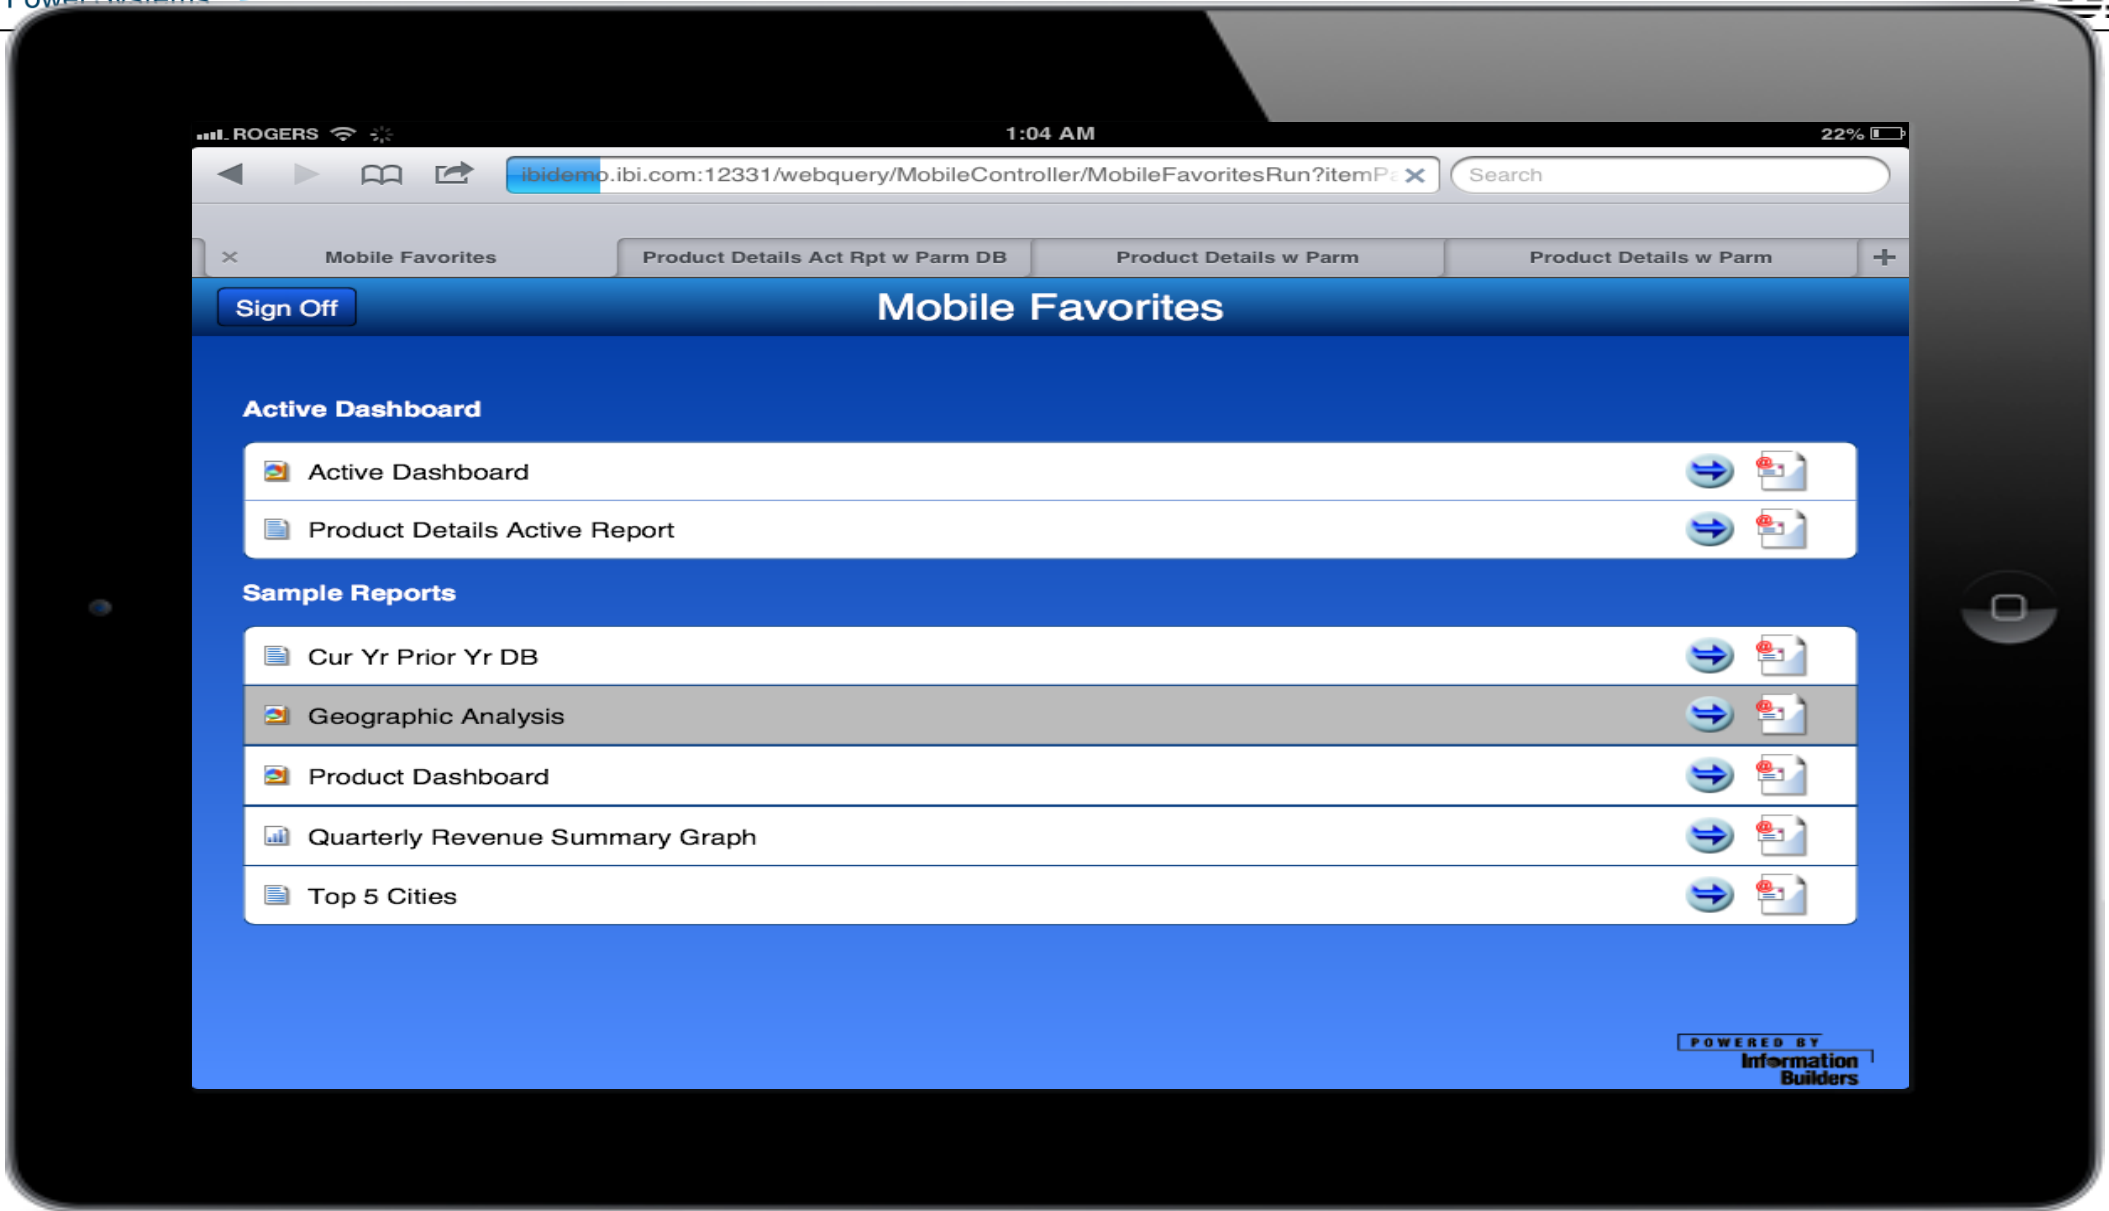 Power Systems
ROGERS
1:04 AM
22%
ibidemo.ibi.com:12331/webquery/MobileController/MobileFavoritesRun?itemPa
Search
Mobile Favorites
Product Details Act Rpt w Parm DB
Product Details w Parm
Product Details w Parm
Sign Off
Mobile Favorites
Active Dashboard
Active Dashboard
Product Details Active Report
Sample Reports
Cur Yr Prior Yr DB
Geographic Analysis
Product Dashboard
Quarterly Revenue Summary Graph
Top 5 Cities
POWERED BY
Information
Builders